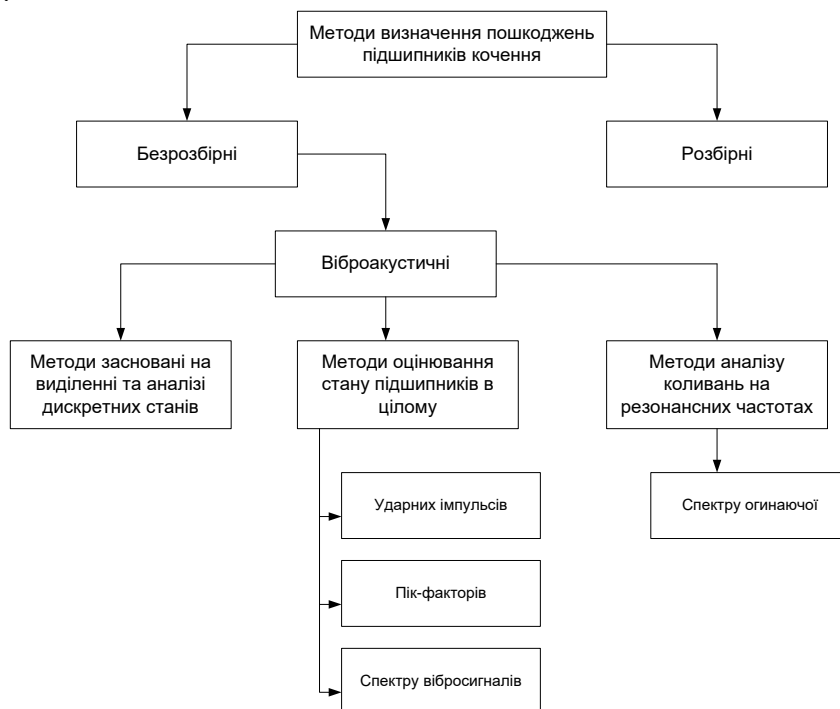 Методи визначення пошкоджень
підшипників кочення
Безрозбірні
Розбірні
Віброакустичні
Методи засновані на
виділенні та аналізі
дискретних станів
Методи оцінювання
стану підшипників в
цілому
Методи аналізу
коливань на
резонансних частотах
Ударних імпульсів
Спектру огинаючої
Пік-факторів
Спектру вібросигналів